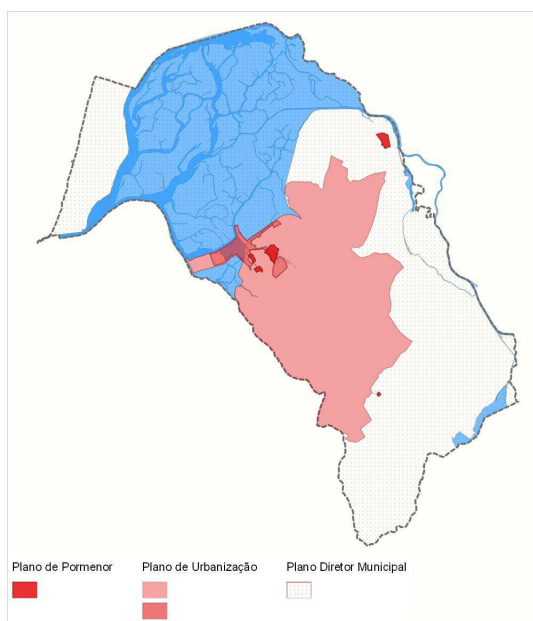 Plano de Pormenor
Plano de Urbanização
Plano Diretor Municipal